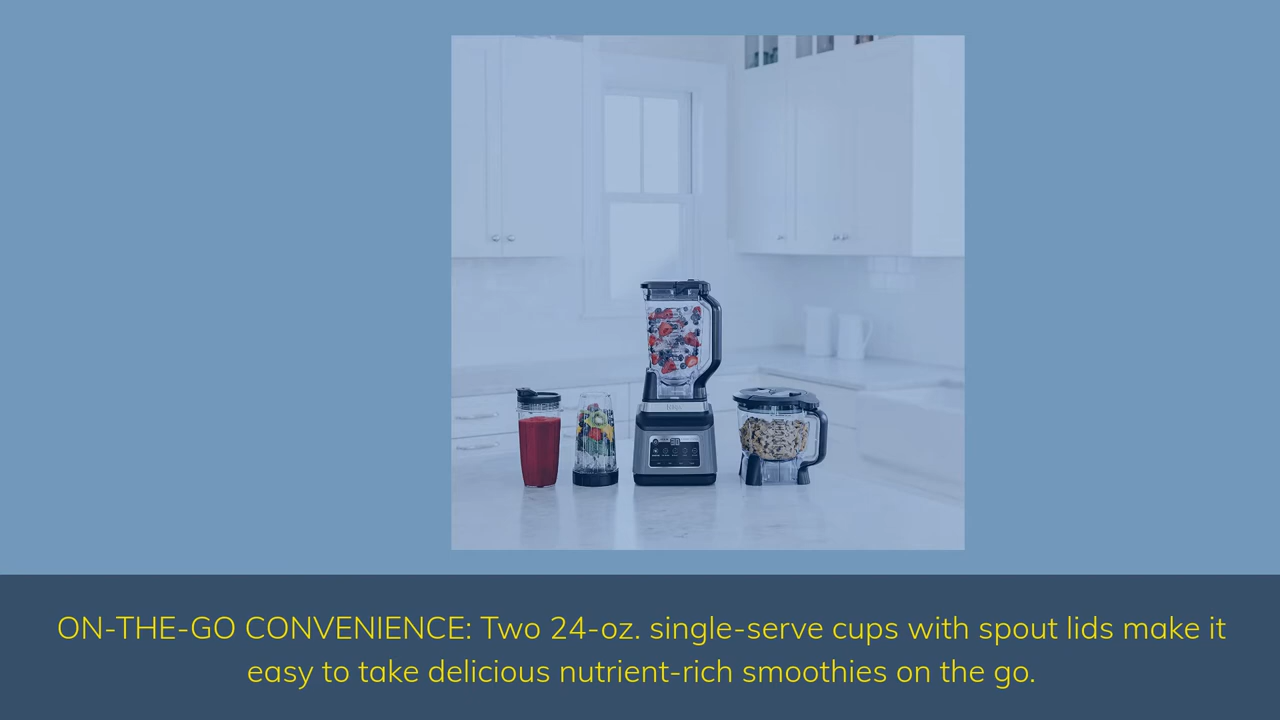 ON-THE-GO CONVENIENCE: Two 24-oz. single-serve cups with spout lids make it
easy to take delicious nutrient-rich smoothies on the go.